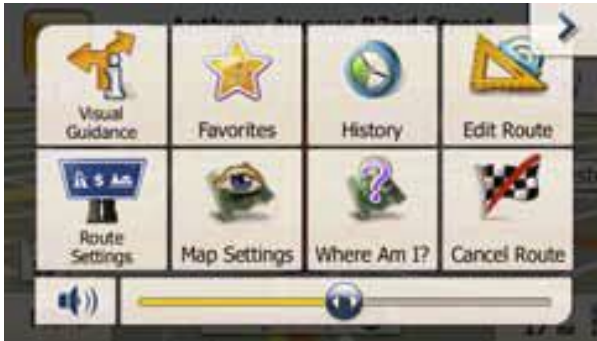 Visual
Guidance
Favorites
History
Edit Route
Route
Settings
Map Settings
Where Am I?
Cancel Route